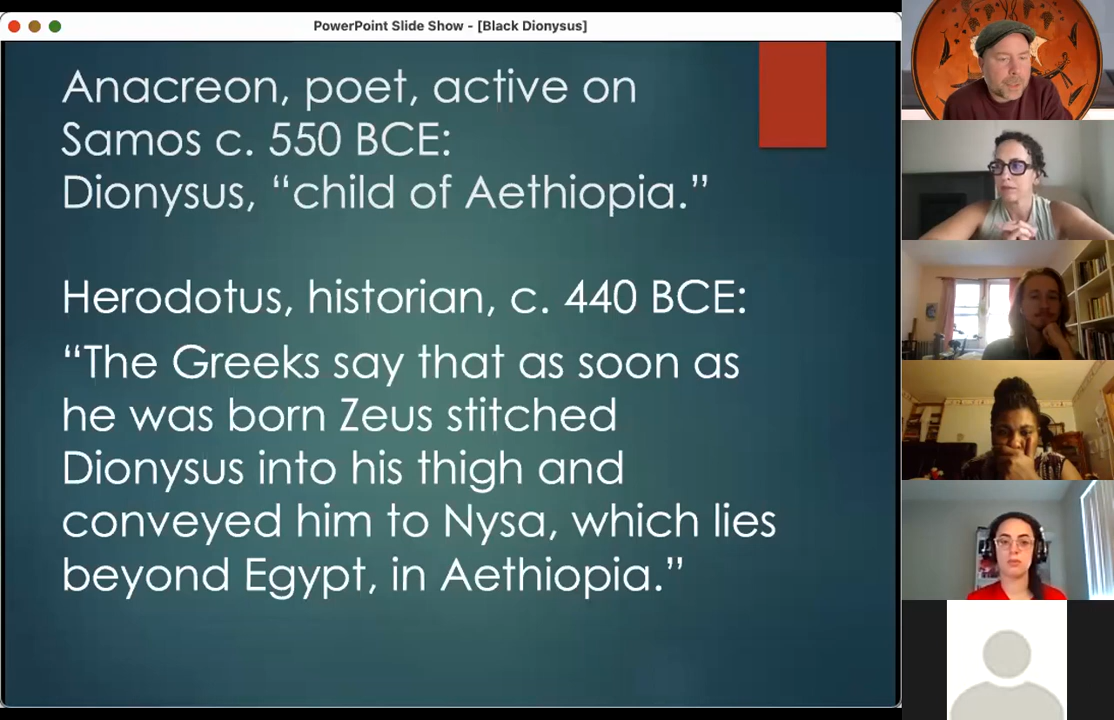 PowerPoint Slide Show - [Black Dionysus]
Anacreon, poet, active on
Samos c. 550 BCE:
Dionysus, “child of Aethiopia.”
Herodotus, historian, c. 440 BCE:
“The Greeks say that as soon as
he was born Zeus stitched
Dionysus into his thigh and
conveyed him to Nysa, which lies
beyond Egypt, in Aethiopia.”